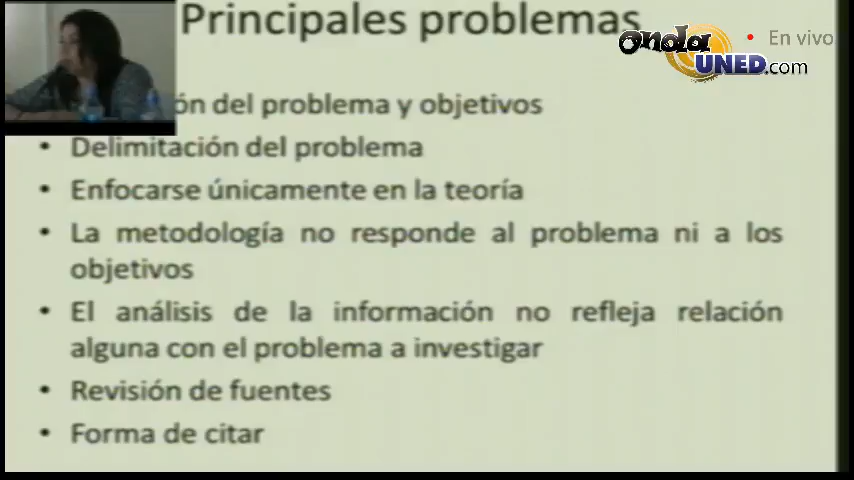 Principales problemas
onda UNED.com
• En vivo
ón del problema y objetivos
• Delimitación del problema
• Enfocarse únicamente en la teoría
• La metodología no responde al problema ni a los
objetivos
• El análisis de la información no refleja relación
alguna con el problema a investigar
• Revisión de fuentes
• Forma de citar